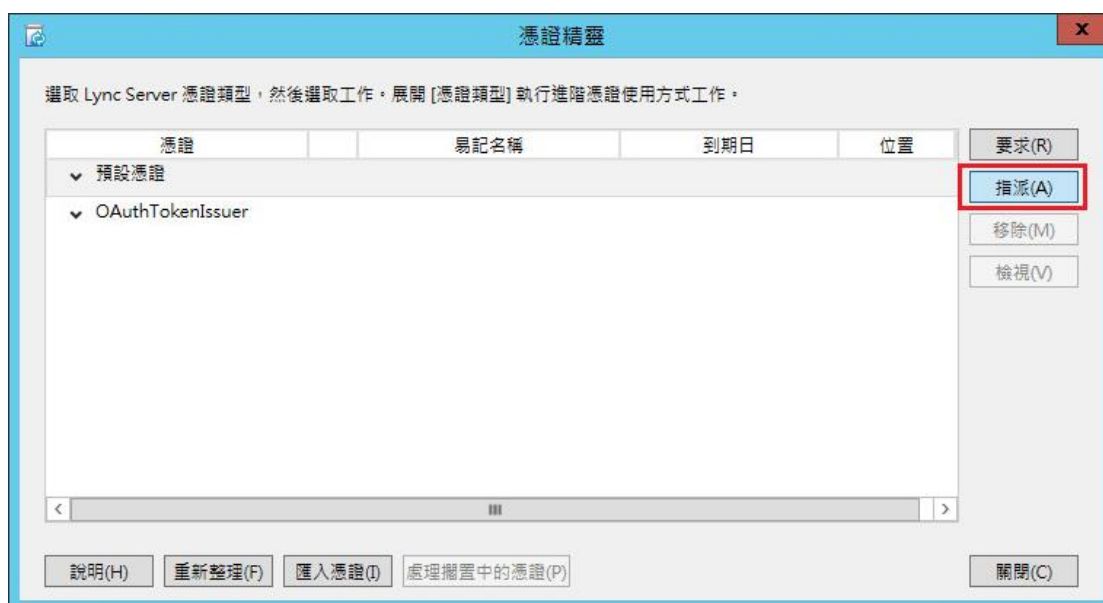 憑證精靈
x
選取 Lync Server 憑證類型，然後選取工作。展開 [憑證類型] 執行進階憑證使用方式工作。
憑證 易記名稱 到期日 位置
預設憑證
OAuthTokenIssuer
要求(R)
指派(A)
移除(M)
檢視(V)
說明(H) 重新整理(F) 匯入憑證(I) 處理擱置中的憑證(P) 關閉(C)